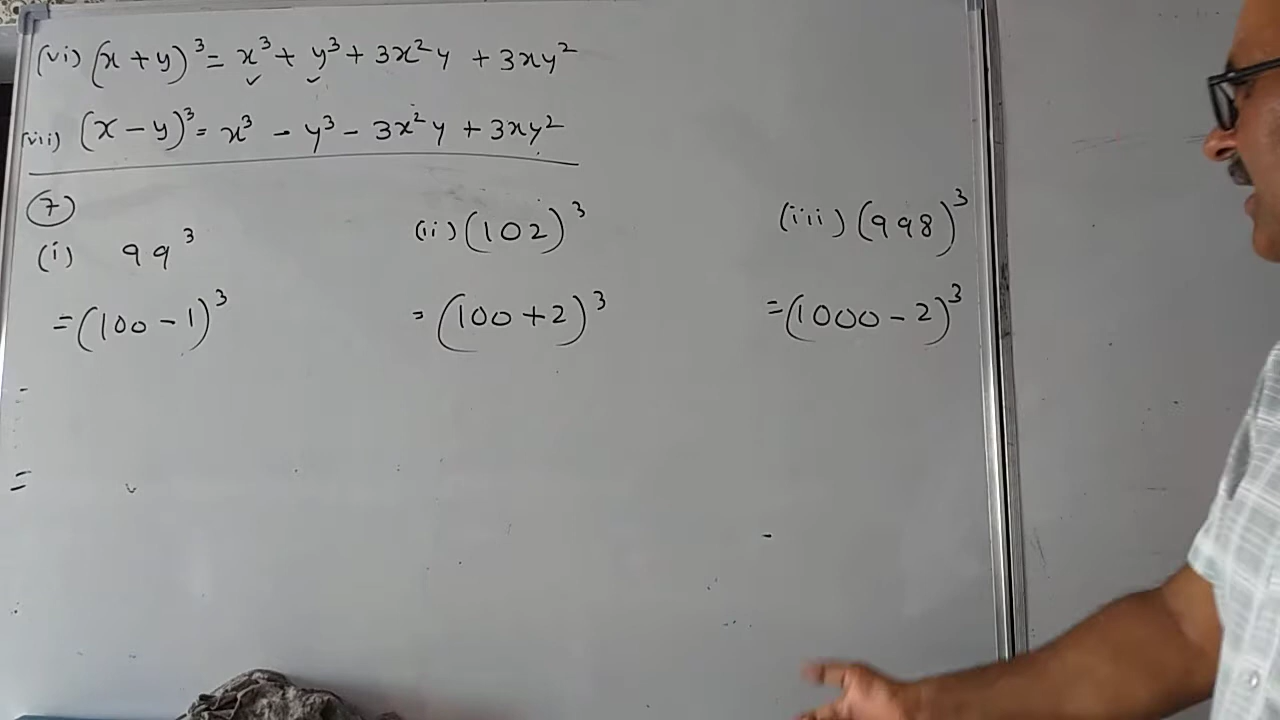 (vi) (x + y)³ = x³ + y³ + 3x²y + 3xy²
(vii) (x - y)³ = x³ - y³ - 3x²y + 3xy²
7
(i) 99³
(ii) (102)³
(iii) (998)³
= (100 - 1)³
= (100 + 2)³
= (1000 - 2)³
=